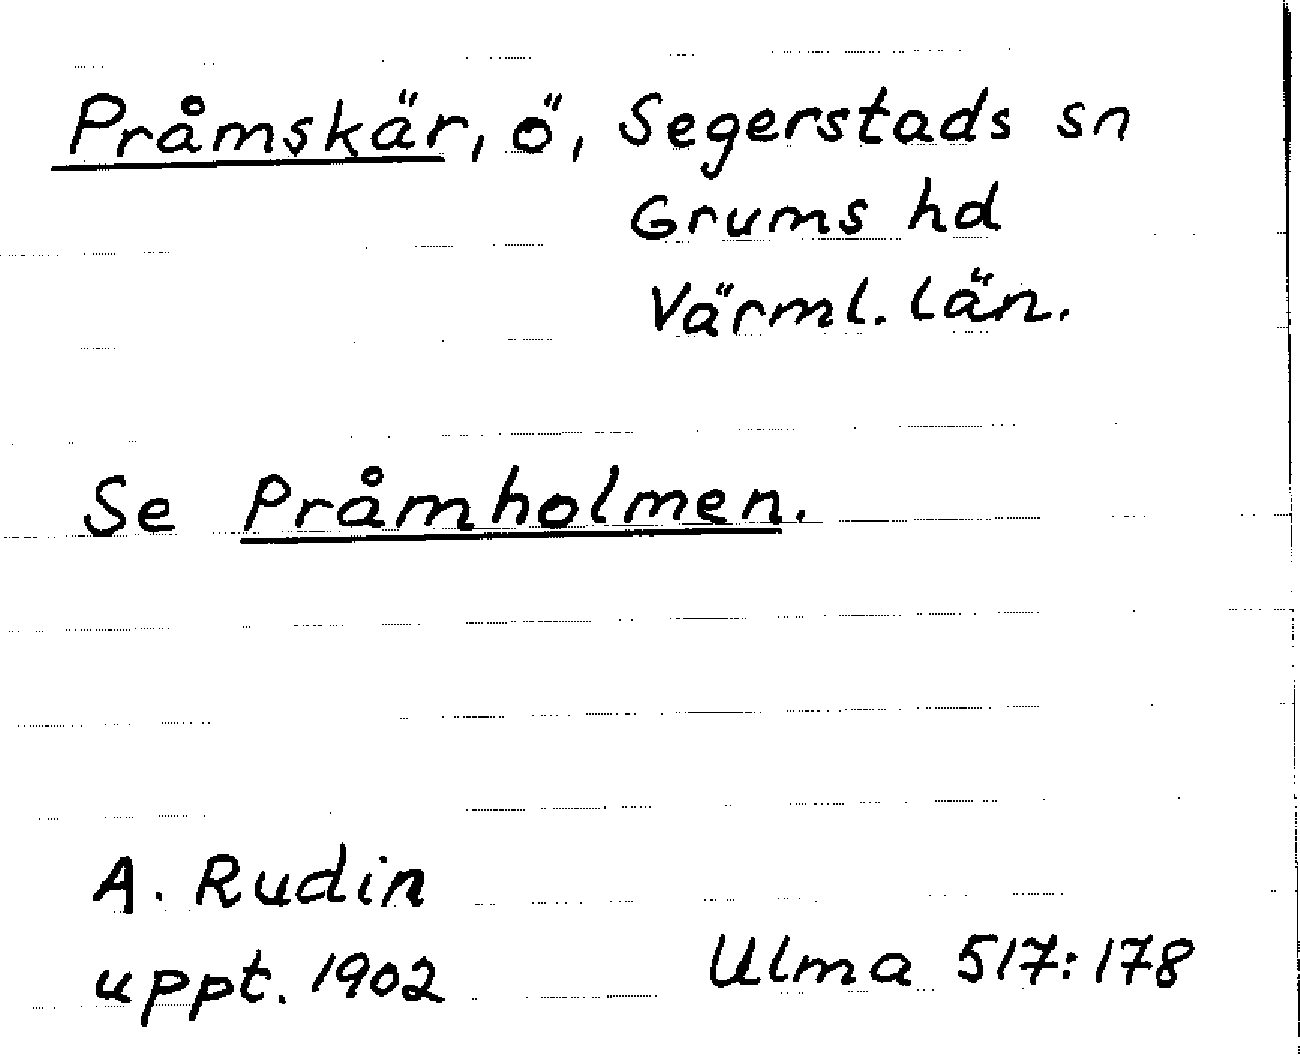 Pråmskär, ö, Segerstads sn
Grums hd
Värml. län.
Se Pråmholmen.
A. Rudin
uppt. 1902
Ulma 517:178